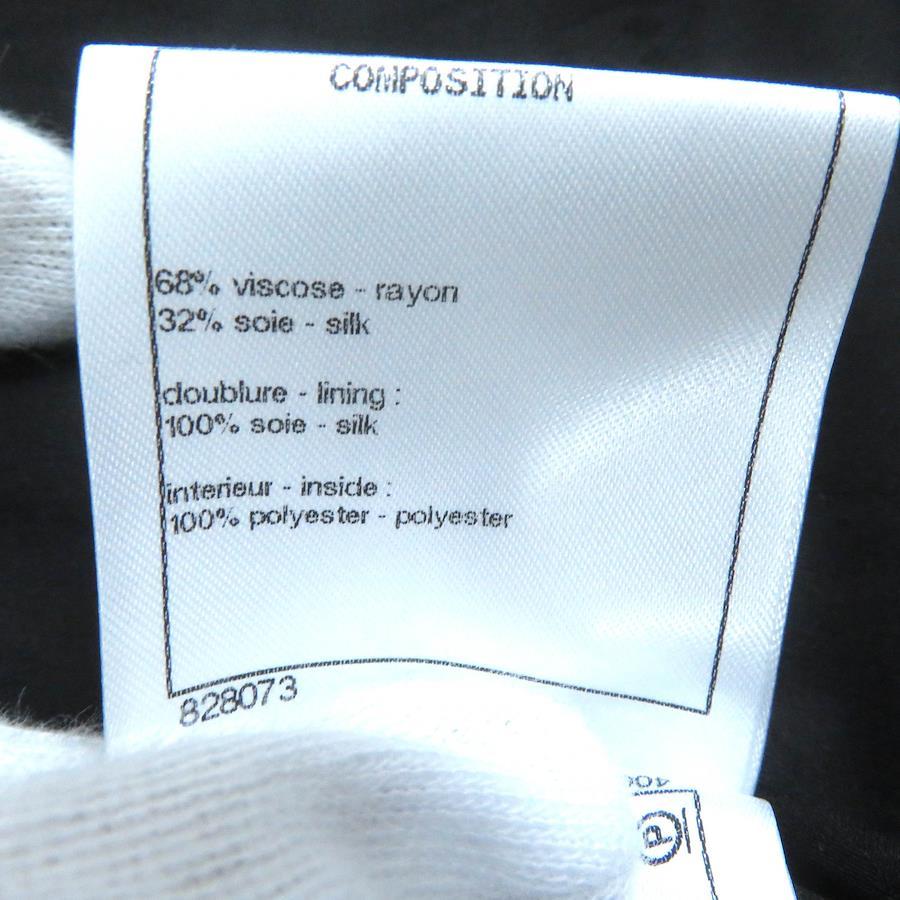 COMPOSITION
68% viscose - rayon
32% soie - silk
doublure - lining :
100% soie - silk
interieur - inside :
100% polyester - polyester
828073